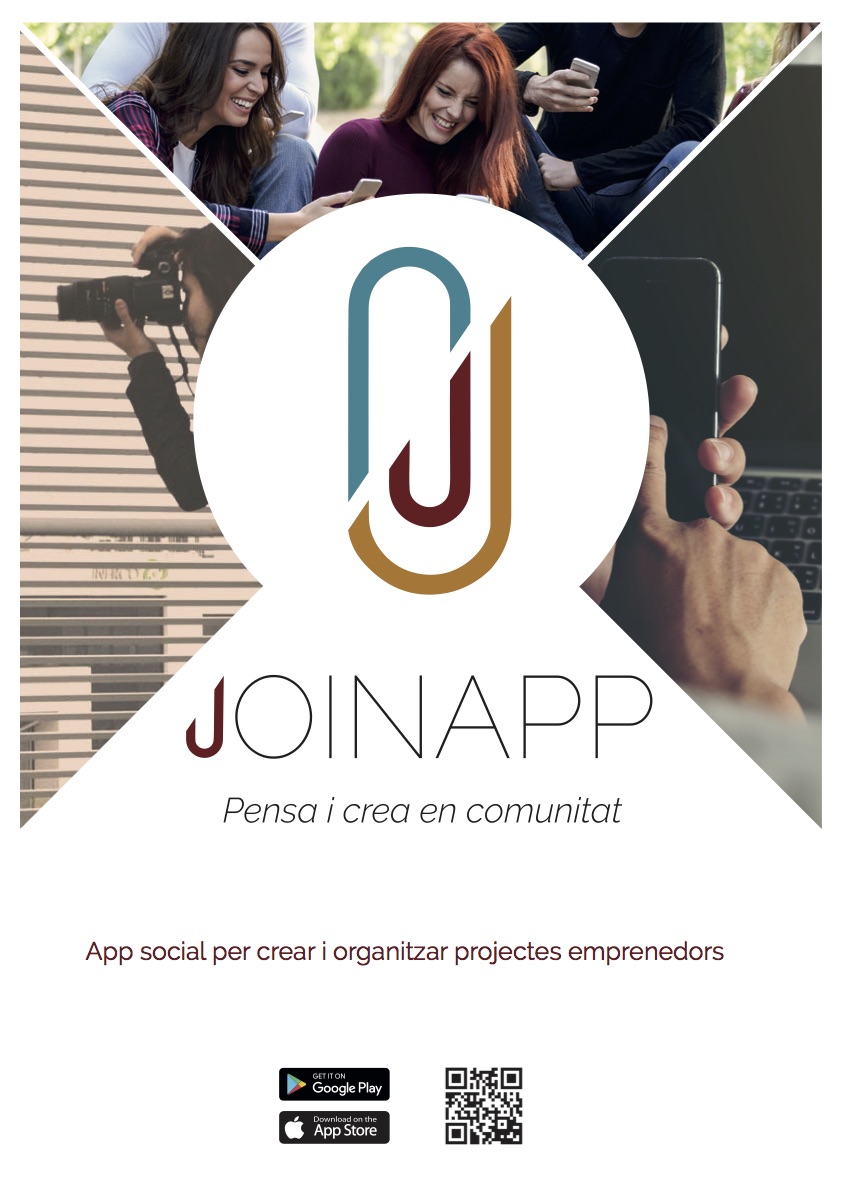 JOINAPP
Pensa i crea en comunitat
App social per crear i organitzar projectes emprenedors
GET IT ON
Google Play
Download on the
App Store